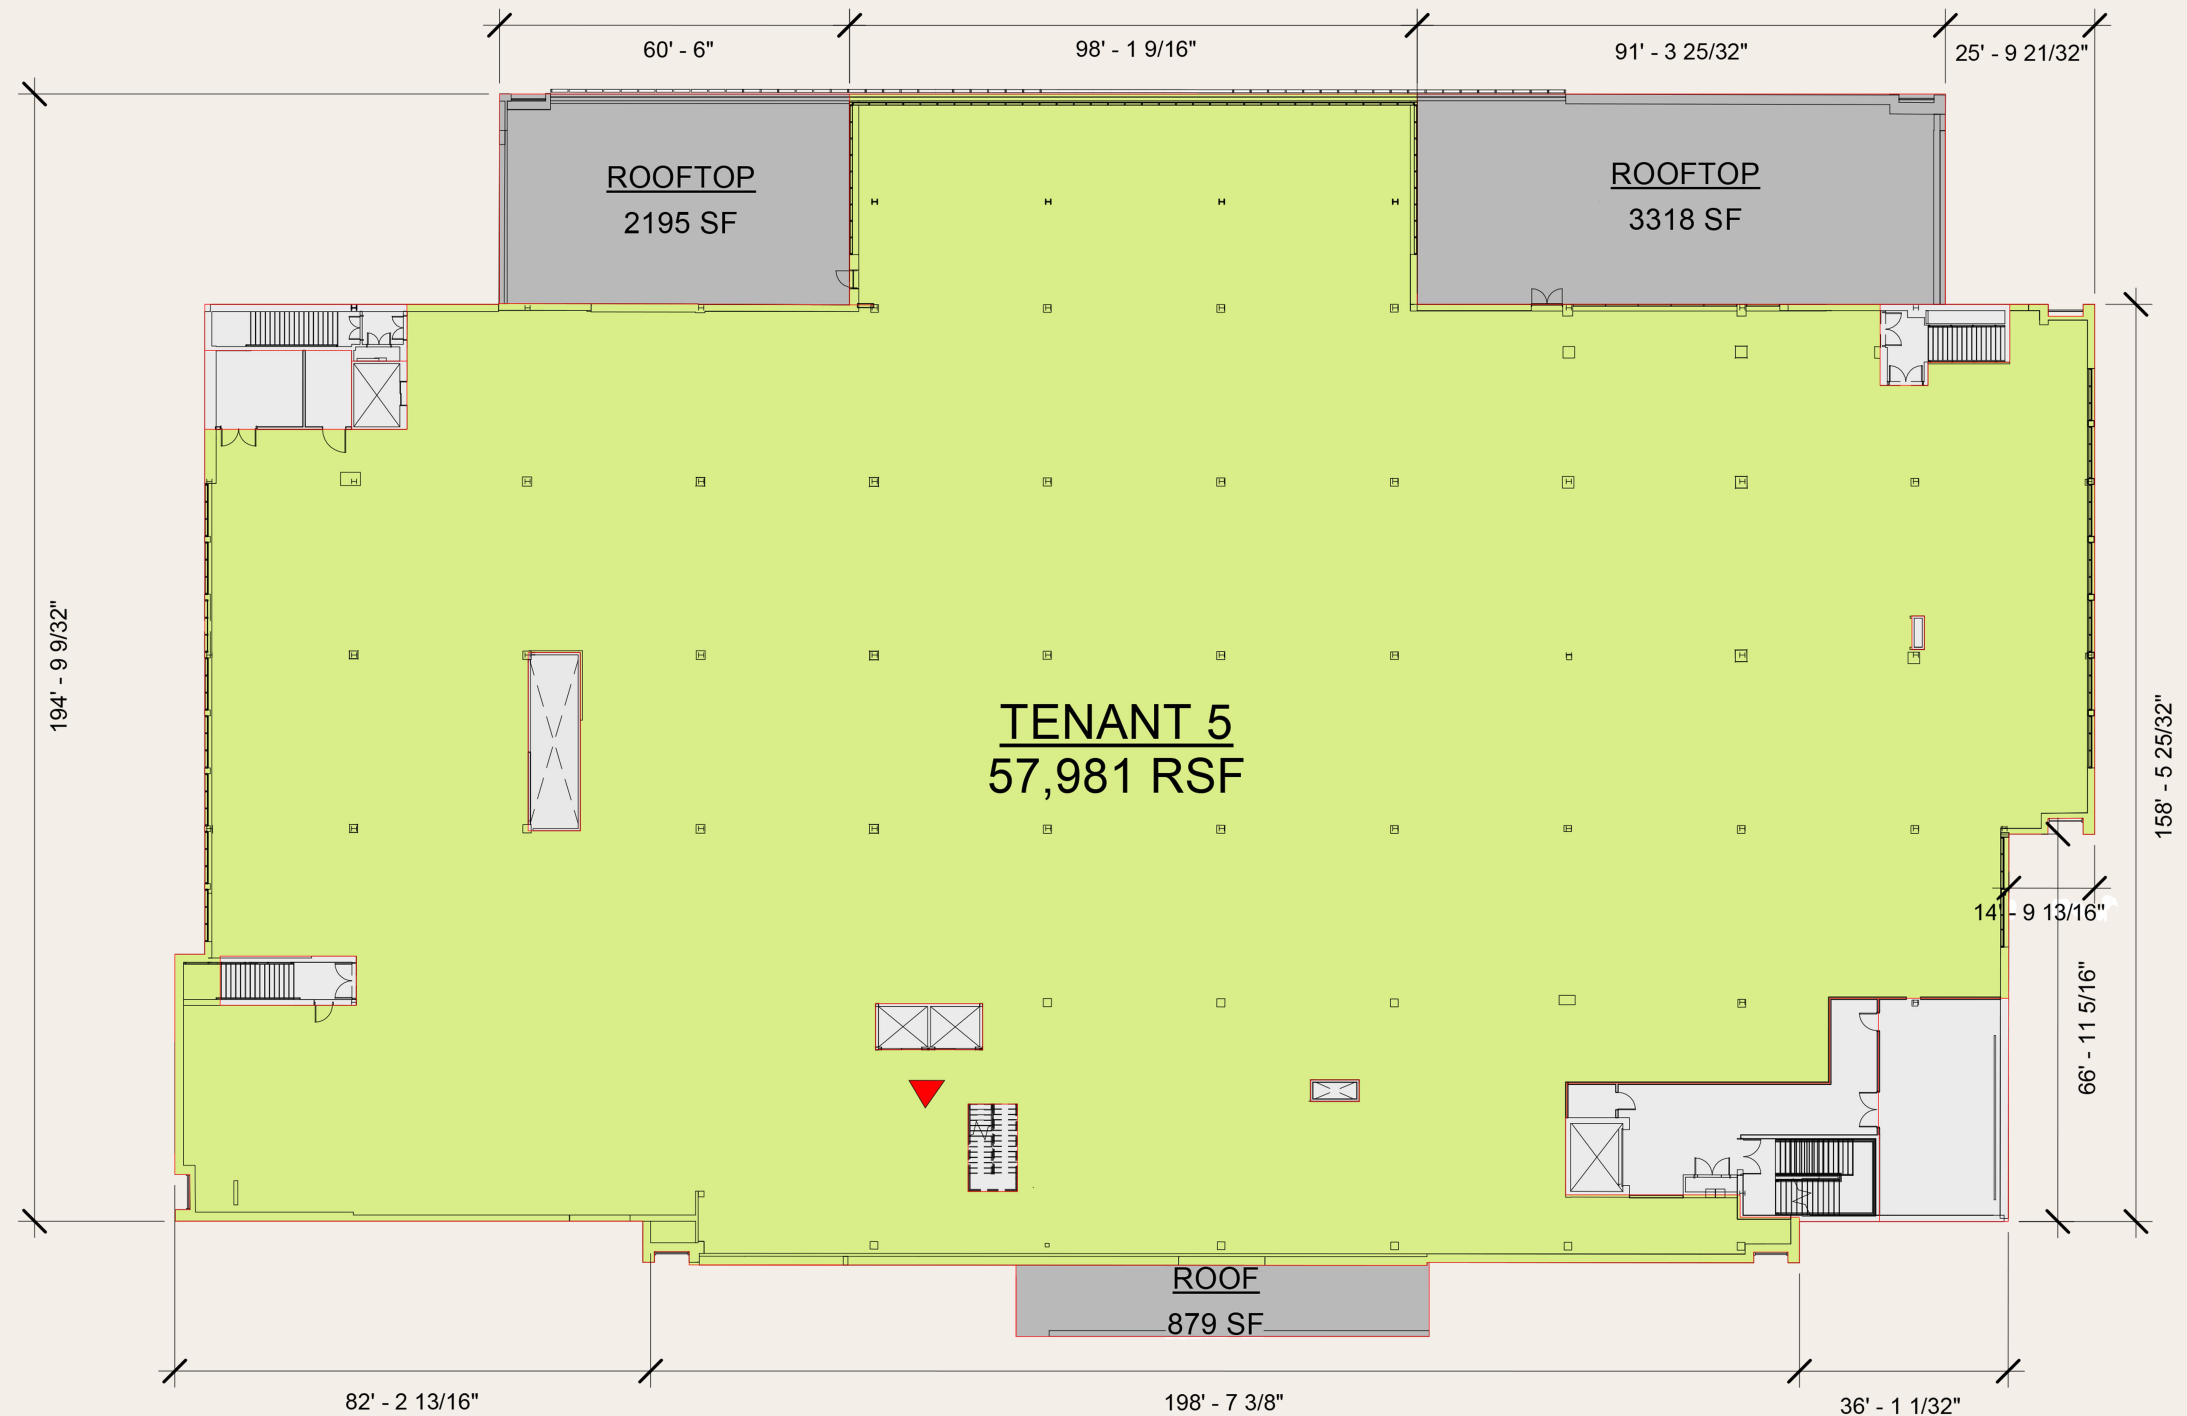 60' - 6"
98' - 1 9/16"
91' - 3 25/32"
25' - 9 21/32"
ROOFTOP
2195 SF
ROOFTOP
3318 SF
194' - 9 9/32"
TENANT 5
57,981 RSF
158' - 5 25/32"
14' - 9 13/16"
66' - 11 5/16"
ROOF
879 SF
82' - 2 13/16"
198' - 7 3/8"
36' - 1 1/32"